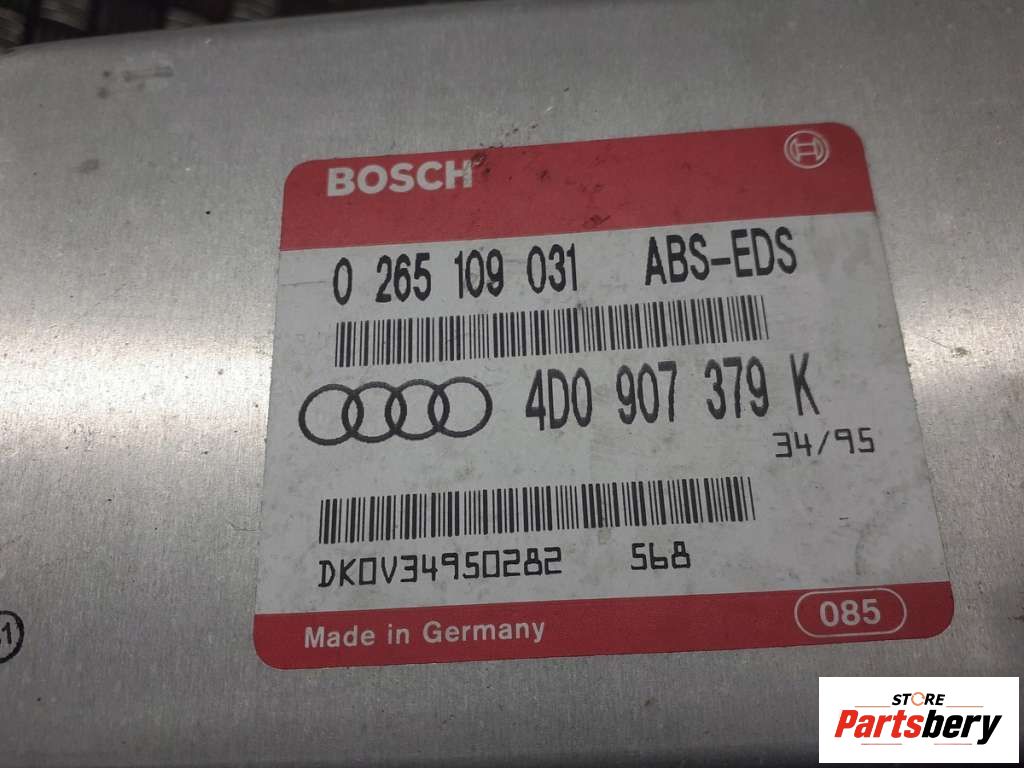 BOSCH
0 265 109 031 ABS-EDS
4D0 907 379 K
34/95
DK0V34950282 568
Made in Germany 085
STORE
Partsbery